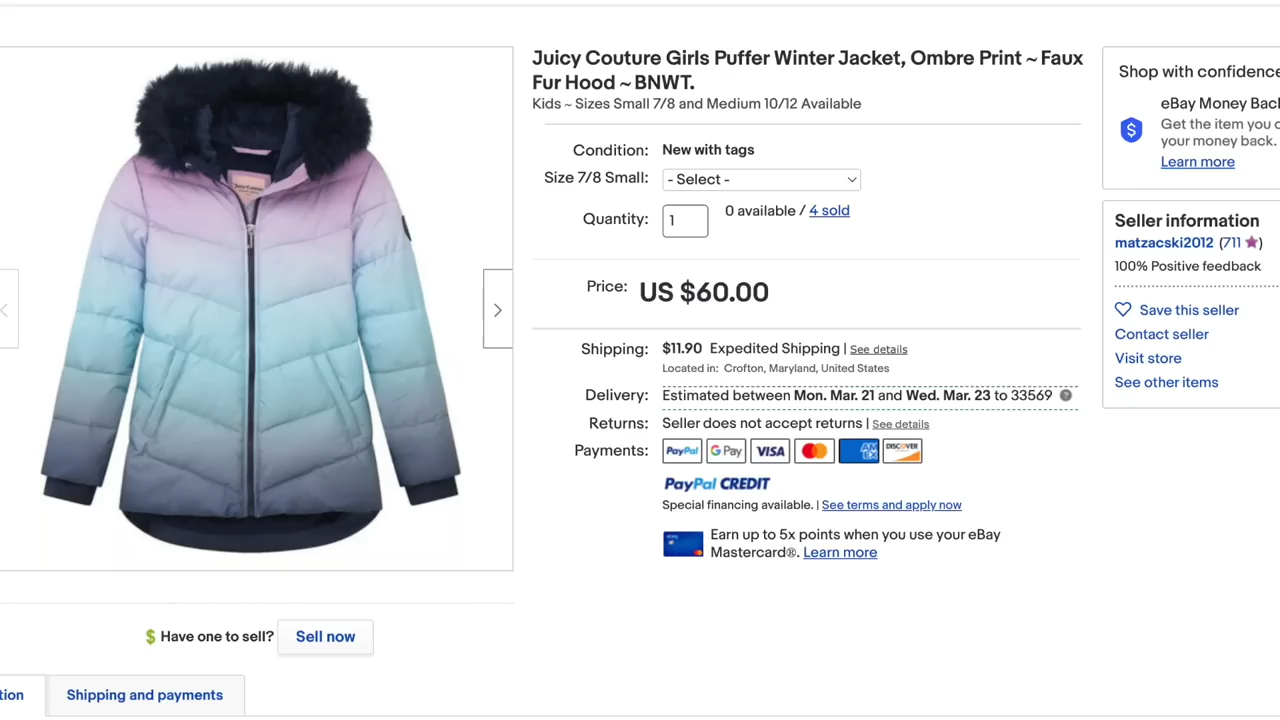 Juicy Couture Girls Puffer Winter Jacket, Ombre Print ~ Faux
Fur Hood ~ BNWT.
Kids ~ Sizes Small 7/8 and Medium 10/12 Available
Condition: New with tags
Size 7/8 Small: - Select -
Quantity: 1 0 available / 4 sold
Price: US $60.00
Shipping: $11.90 Expedited Shipping | See details
Located in: Crofton, Maryland, United States
Delivery: Estimated between Mon. Mar. 21 and Wed. Mar. 23 to 33569 ?
Returns: Seller does not accept returns | See details
Payments: PayPal G Pay VISA AMEX DISCOVER
PayPal CREDIT
Special financing available. | See terms and apply now
Earn up to 5x points when you use your eBay
Mastercard®. Learn more
Shop with confidence
eBay Money Bac
Get the item you o
your money back.
Learn more
Seller information
matzacski2012 (711)
100% Positive feedback
Save this seller
Contact seller
Visit store
See other items
Juicy Couture
$ Have one to sell? Sell now
tion
Shipping and payments